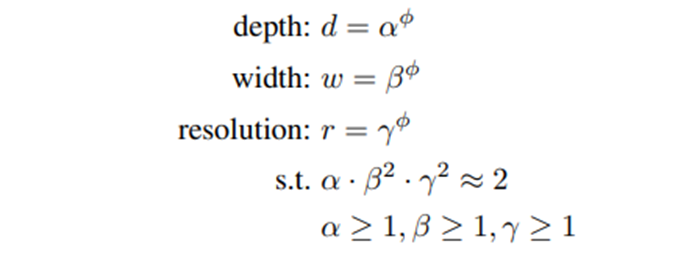 depth: d = α^ϕ
width: w = β^ϕ
resolution: r = γ^ϕ
s.t. α · β² · γ² ≈ 2
α ≥ 1, β ≥ 1, γ ≥ 1